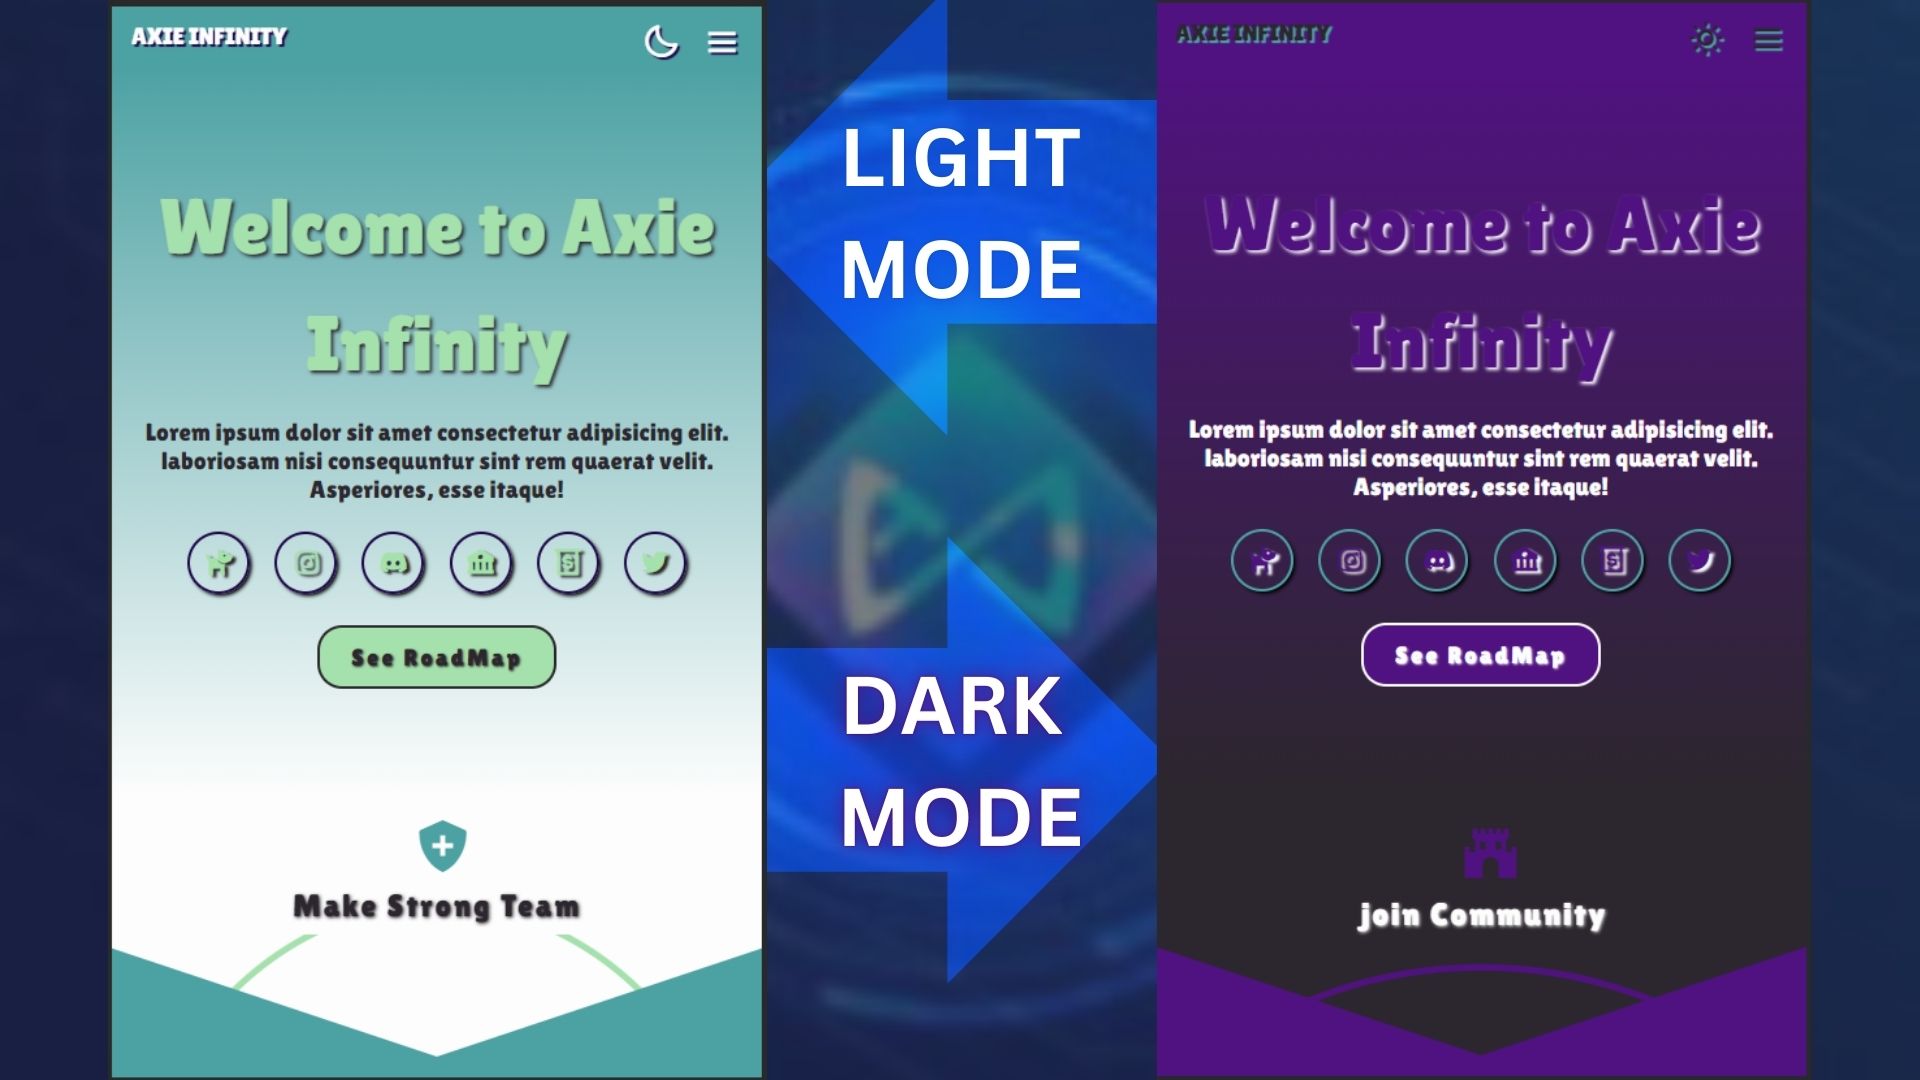 AXIE INFINITY
Welcome to Axie
Infinity
Lorem ipsum dolor sit amet consectetur adipisicing elit.
laboriosam nisi consequuntur sint rem quaerat velit.
Asperiores, esse itaque!
See RoadMap
Make Strong Team
LIGHT
MODE
DARK
MODE
AXIE INFINITY
Welcome to Axie
Infinity
Lorem ipsum dolor sit amet consectetur adipisicing elit.
laboriosam nisi consequuntur sint rem quaerat velit.
Asperiores, esse itaque!
See RoadMap
join Community